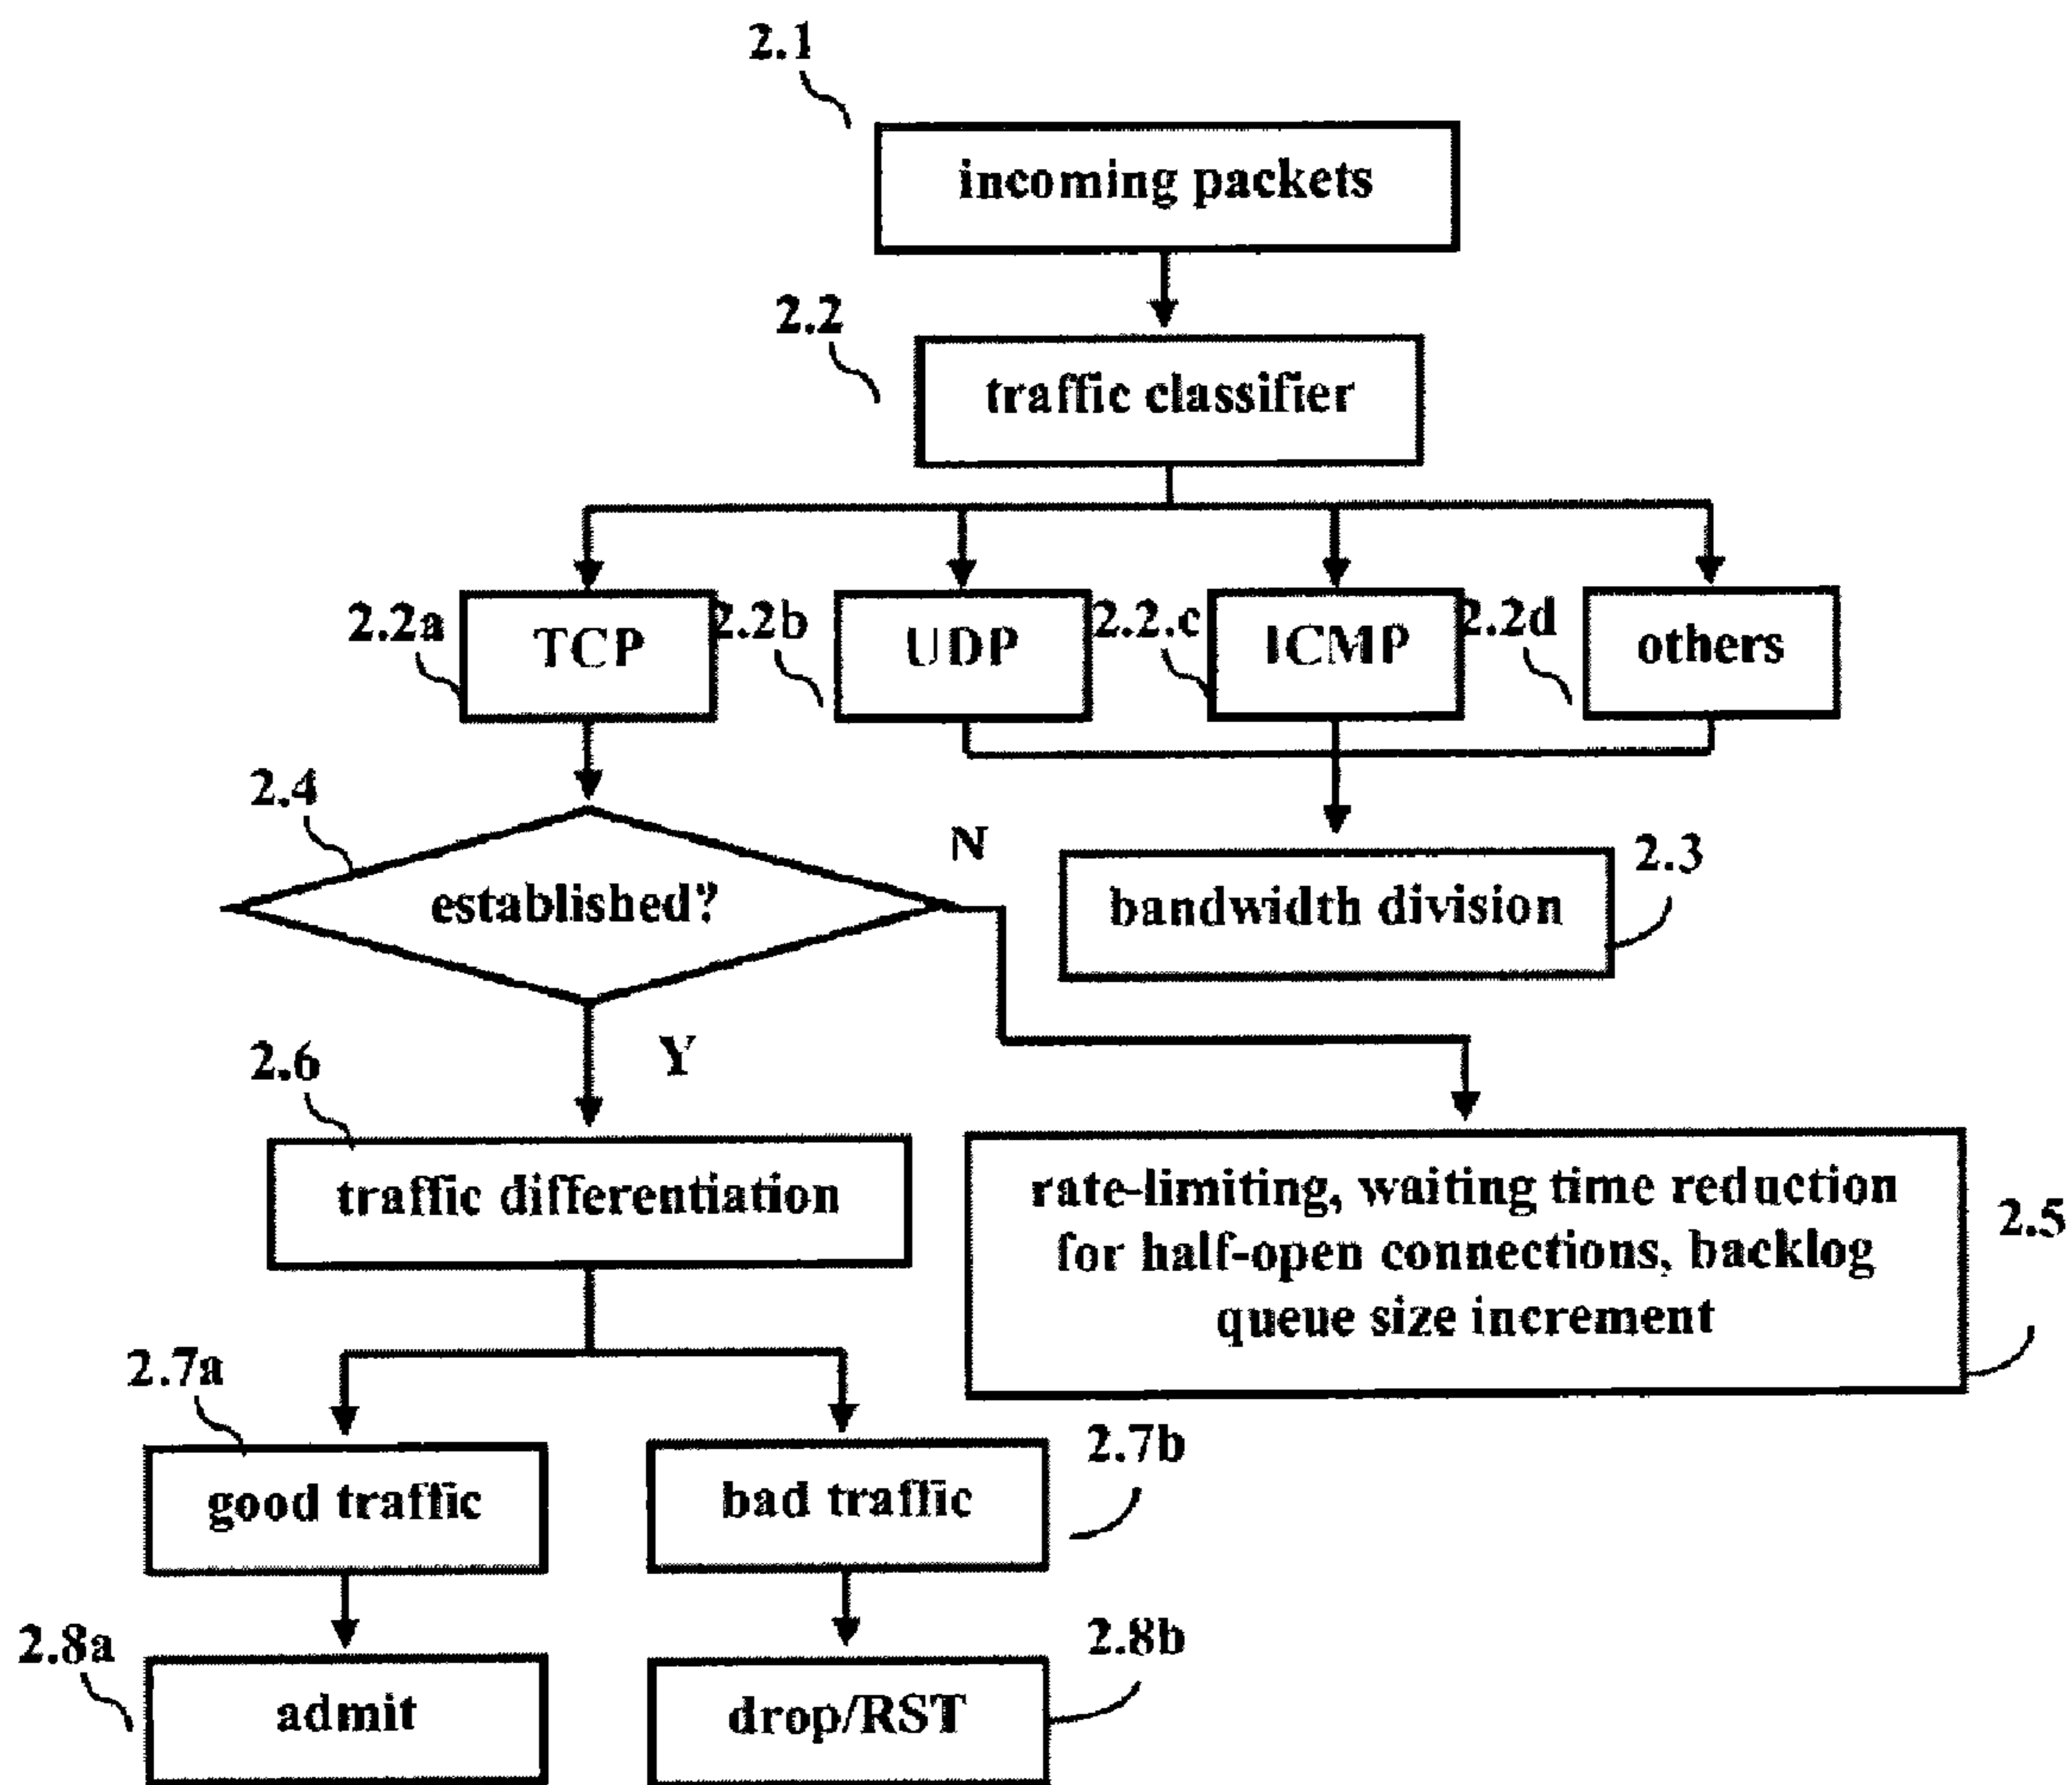 2.1
incoming packets
2.2
traffic classifier
2.2a
TCP
2.2b
UDP
2.2.c
ICMP
2.2d
others
2.4
established?
N
bandwidth division
2.3
Y
2.6
traffic differentiation
rate-limiting, waiting time reduction
for half-open connections, backlog
queue size increment
2.5
2.7a
good traffic
bad traffic
2.7b
2.8a
admit
drop/RST
2.8b